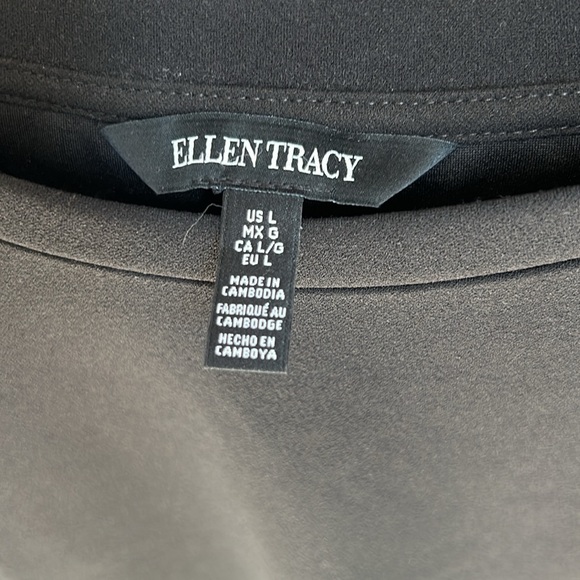 ELLEN TRACY
US L
MX G
CA L/G
EU L
MADE IN
CAMBODIA
FABRIQUÉ AU
CAMBODGE
HECHO EN
CAMBOYA